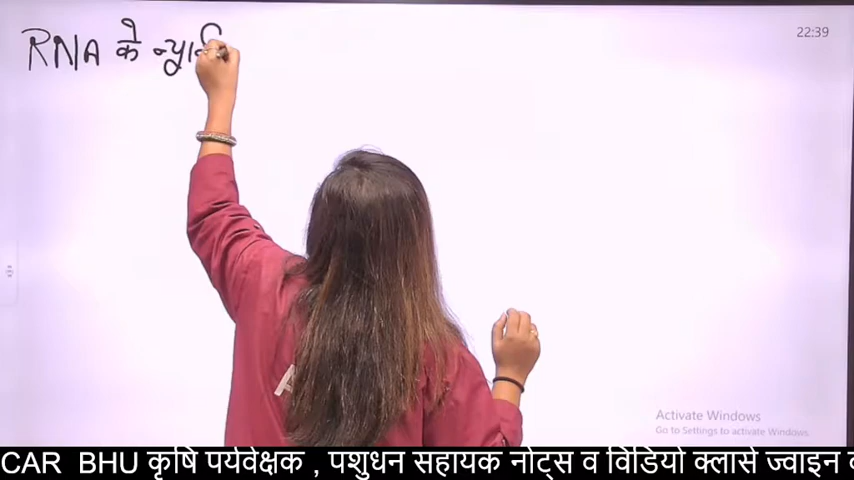 RNA के
22:39
Activate Windows
Go to Settings to activate Windows.
CAR BHU कृषि पर्यवेक्षक , पशुधन सहायक नोट्स व विडियो क्लासे ज्वाइन